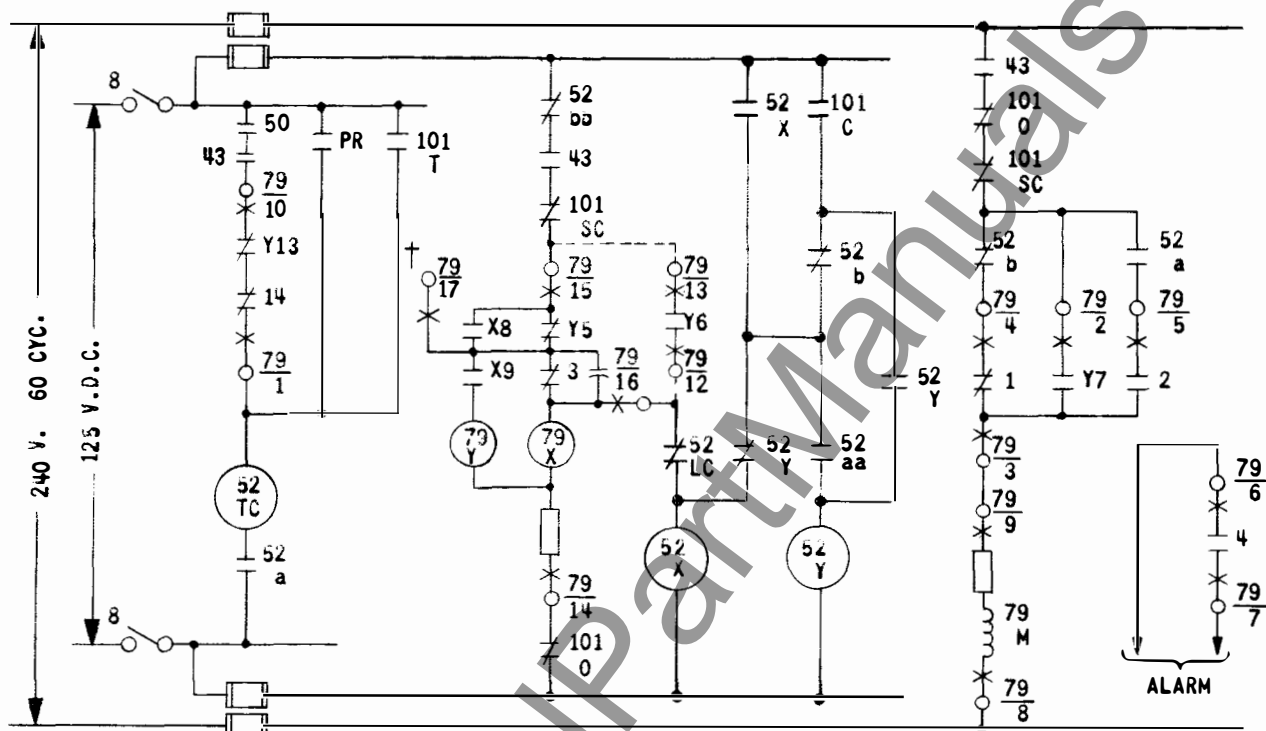 240 V. 60 CYC.
125 V.D.C.
8
8
50
43
79
10
Y13
14
79
1
52
TC
52
a
PR
101
T
†
79
17
52
bb
43
101
SC
79
15
X8
Y5
X9
3
79
16
79
Y
79
X
79
14
101
O
79
13
Y6
79
12
52
LC
52
X
52
X
52
Y
101
C
52
b
52
aa
52
Y
52
Y
43
101
O
101
SC
52
b
79
4
1
79
2
Y7
52
a
79
5
2
79
3
79
9
79
M
79
8
79
6
4
79
7
ALARM
IPartManuals